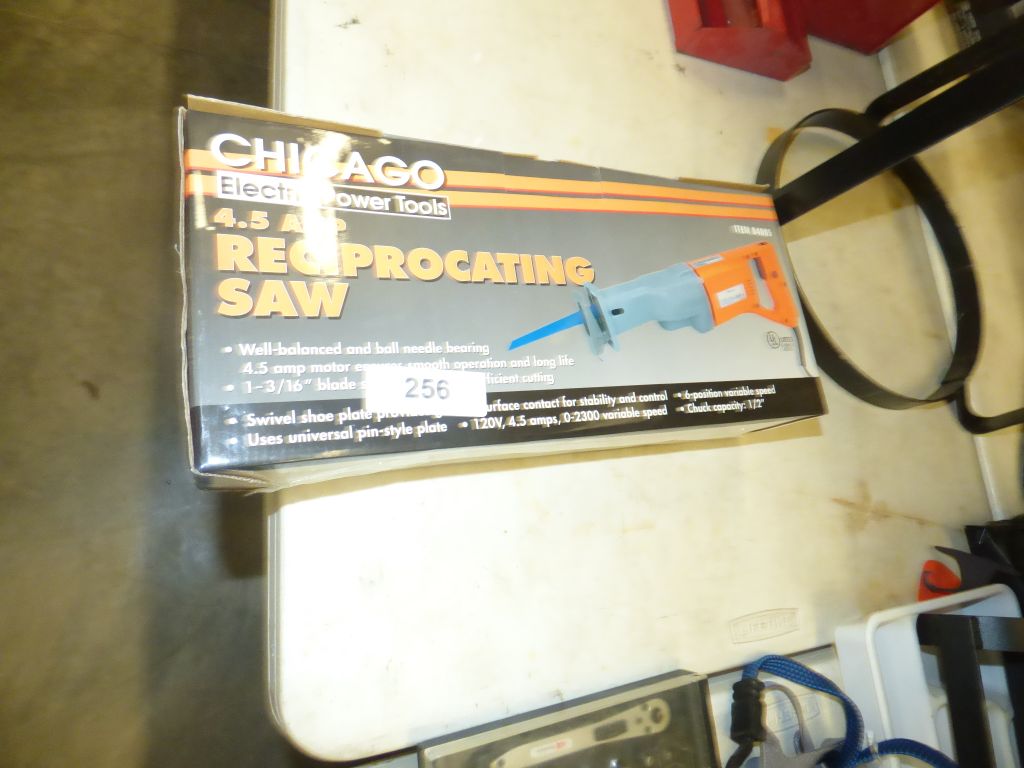 CHICAGO
Electric Power Tools
4.5 AMP
RECIPROCATING
SAW
ITEM 04095
• Well-balanced and ball needle bearing
4.5 amp motor ensures smooth operation and long life
• 1-3/16" blade efficient cutting
256
• Swivel shoe plate surface contact for stability and control
• Uses universal pin-style plate
• 120V, 4.5 amps, 0-2300 variable speed
• 6-position variable speed
• Chuck capacity: 1/2"